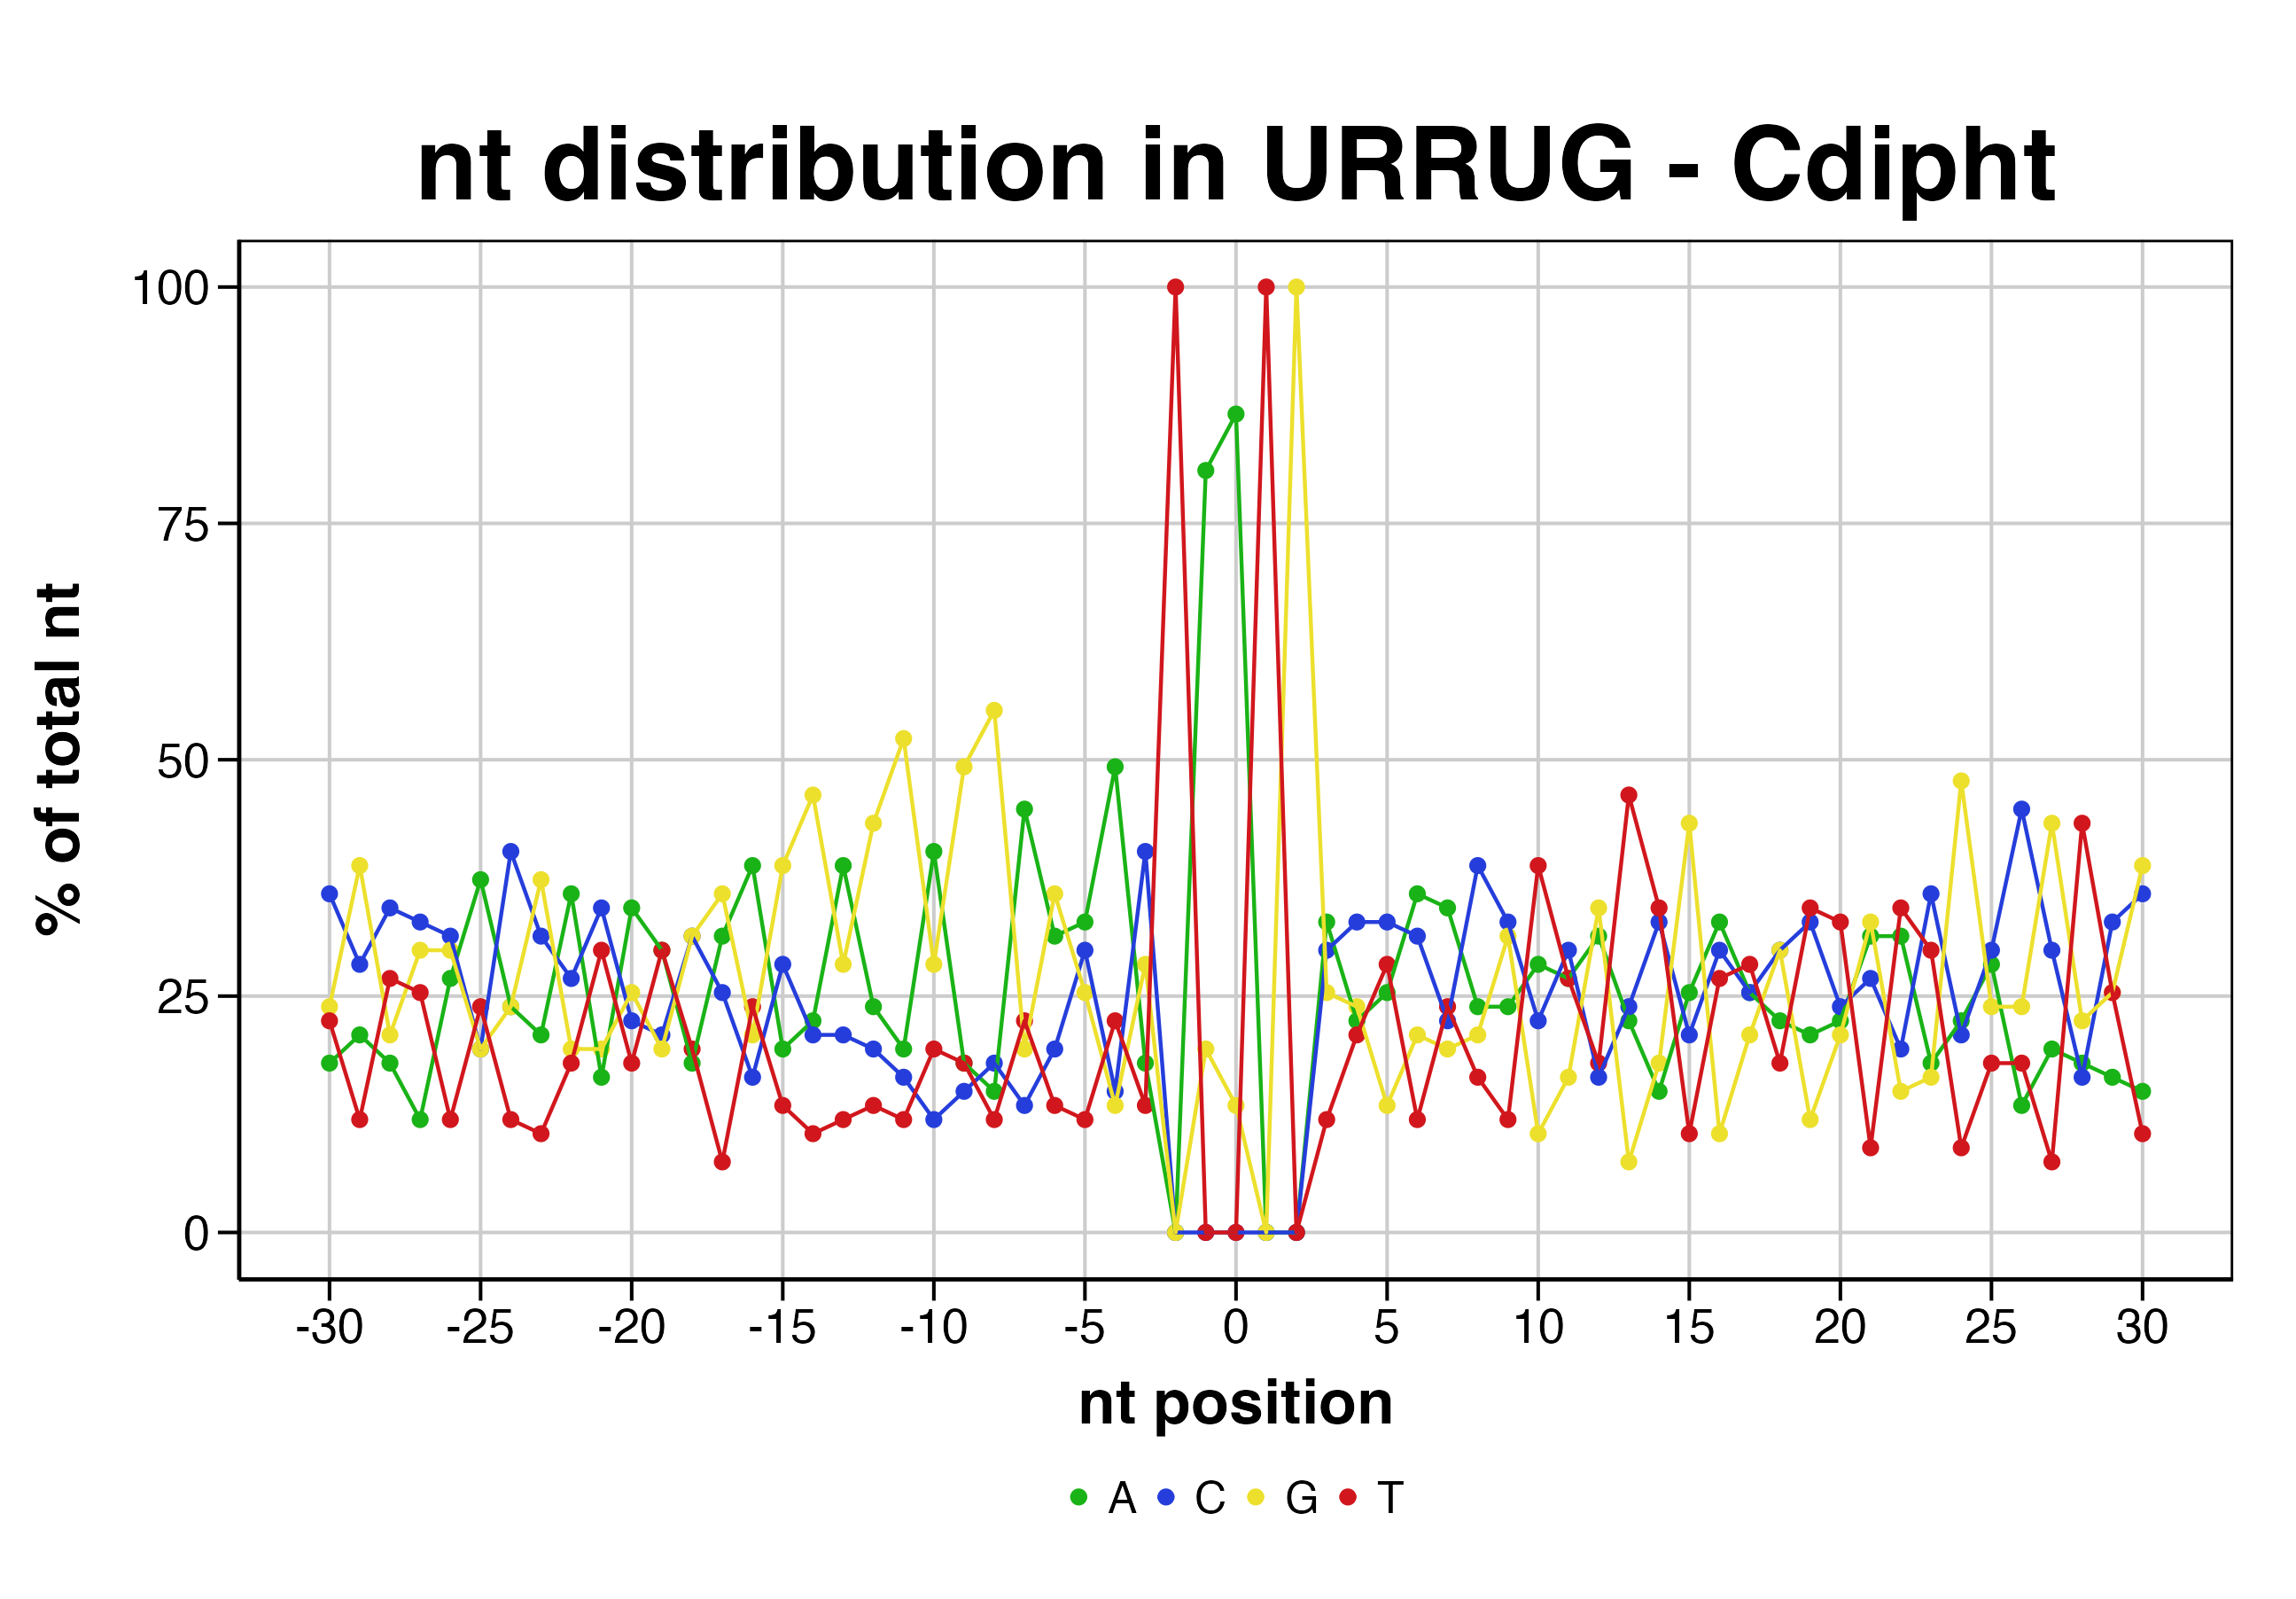 nt distribution in URRUG - Cdipht
% of total nt
100
75
50
25
0
-30 -25 -20 -15 -10 -5 0 5 10 15 20 25 30
nt position
A C G T